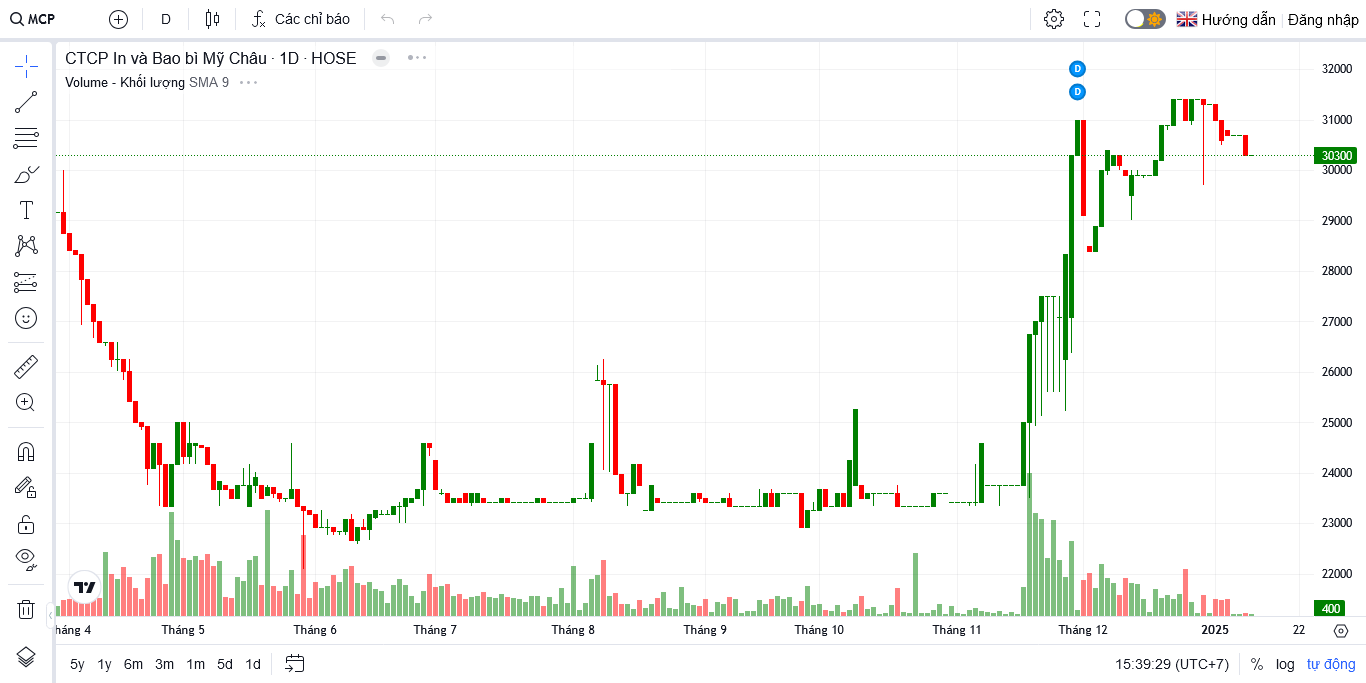 MCP D Các chỉ báo Hướng dẫn Đăng nhập
CTCP In và Bao bì Mỹ Châu · 1D · HOSE
Volume - Khối lượng SMA 9
D
D
32000
31000
30300
30000
29000
28000
27000
26000
25000
24000
23000
22000
400
háng 4 Tháng 5 Tháng 6 Tháng 7 Tháng 8 Tháng 9 Tháng 10 Tháng 11 Tháng 12 2025 22
5y 1y 6m 3m 1m 5d 1d 15:39:29 (UTC+7) % log tự động